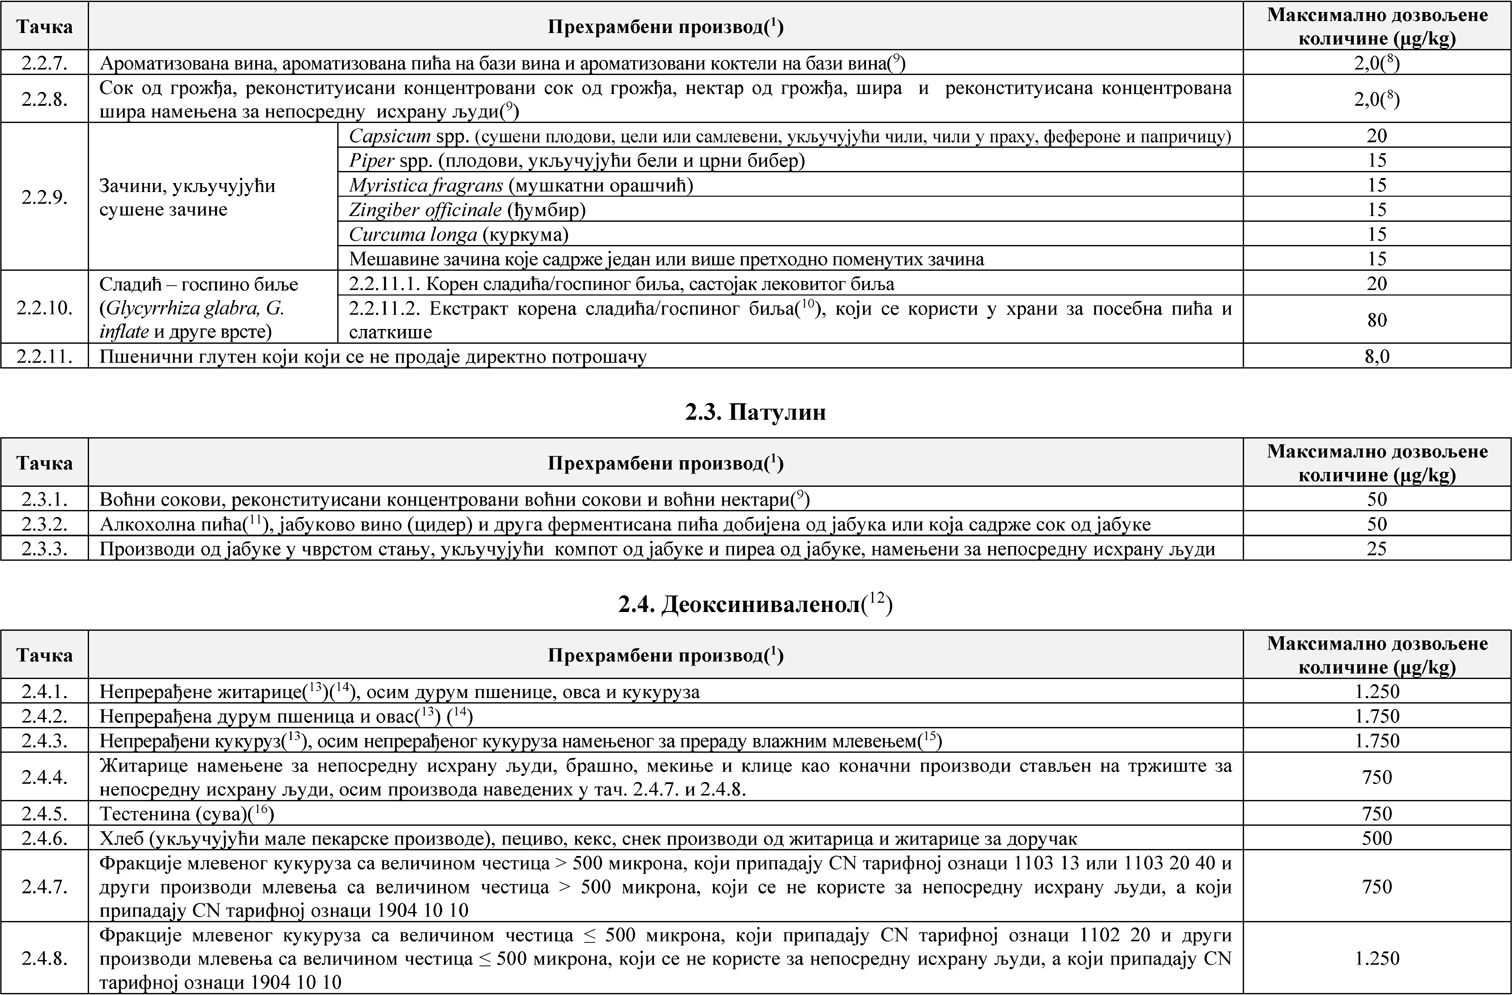 Тачка Прехрамбени производ(¹) Максимално дозвољене
количине (μg/kg)
2.2.7. Ароматизована вина, ароматизована пића на бази вина и ароматизовани коктели на бази вина(⁹) 2,0(⁸)
2.2.8. Сок од грожђа, реконституисани концентровани сок од грожђа, нектар од грожђа, шира и реконституисана концентрована
шира намењена за непосредну исхрану људи(⁹) 2,0(⁸)
2.2.9. Зачини, укључујући
сушене зачине
Capsicum spp. (сушени плодови, цели или самлевени, укључујући чили, чили у праху, фефероне и папричицу) 20
Piper spp. (плодови, укључујући бели и црни бибер) 15
Myristica fragrans (мушкатни орашчић) 15
Zingiber officinale (ђумбир) 15
Curcuma longa (куркума) 15
Мешавине зачина које садрже један или више претходно поменутих зачина 15
2.2.10. Сладић – госпино биље
(Glycyrrhiza glabra, G.
inflate и друге врсте)
2.2.11.1. Корен сладића/госпиног биља, састојак лековитог биља 20
2.2.11.2. Екстракт корена сладића/госпиног биља(¹⁰), који се користи у храни за посебна пића и
слаткише 80
2.2.11. Пшенични глутен који који се не продаје директно потрошачу 8,0
2.3. Патулин
Тачка Прехрамбени производ(¹) Максимално дозвољене
количине (μg/kg)
2.3.1. Воћни сокови, реконституисани концентровани воћни сокови и воћни нектари(⁹) 50
2.3.2. Алкохолна пића(¹¹), јабуково вино (цидер) и друга ферментисана пића добијена од јабука или која садрже сок од јабуке 50
2.3.3. Производи од јабуке у чврстом стању, укључујући компот од јабуке и пиреа од јабуке, намењени за непосредну исхрану људи 25
2.4. Деоксиниваленол(¹²)
Тачка Прехрамбени производ(¹) Максимално дозвољене
количине (μg/kg)
2.4.1. Непрерађене житарице(¹³)(¹⁴), осим дурум пшенице, овса и кукуруза 1.250
2.4.2. Непрерађена дурум пшеница и овас(¹³) (¹⁴) 1.750
2.4.3. Непрерађени кукуруз(¹³), осим непрерађеног кукуруза намењеног за прераду влажним млевењем(¹⁵) 1.750
2.4.4. Житарице намењене за непосредну исхрану људи, брашно, мекиње и клице као коначни производи стављен на тржиште за
непосредну исхрану људи, осим производа наведених у тач. 2.4.7. и 2.4.8. 750
2.4.5. Тестенина (сува)(¹⁶) 750
2.4.6. Хлеб (укључујући мале пекарске производе), пециво, кекс, снек производи од житарица и житарице за доручак 500
2.4.7. Фракције млевеног кукуруза са величином честица > 500 микрона, који припадају CN тарифној ознаци 1103 13 или 1103 20 40 и
други производи млевења са величином честица > 500 микрона, који се не користе за непосредну исхрану људи, а који
припадају CN тарифној ознаци 1904 10 10 750
2.4.8. Фракције млевеног кукуруза са величином честица ≤ 500 микрона, који припадају CN тарифној ознаци 1102 20 и други
производи млевења са величином честица ≤ 500 микрона, који се не користе за непосредну исхрану људи, а који припадају CN
тарифној ознаци 1904 10 10 1.250